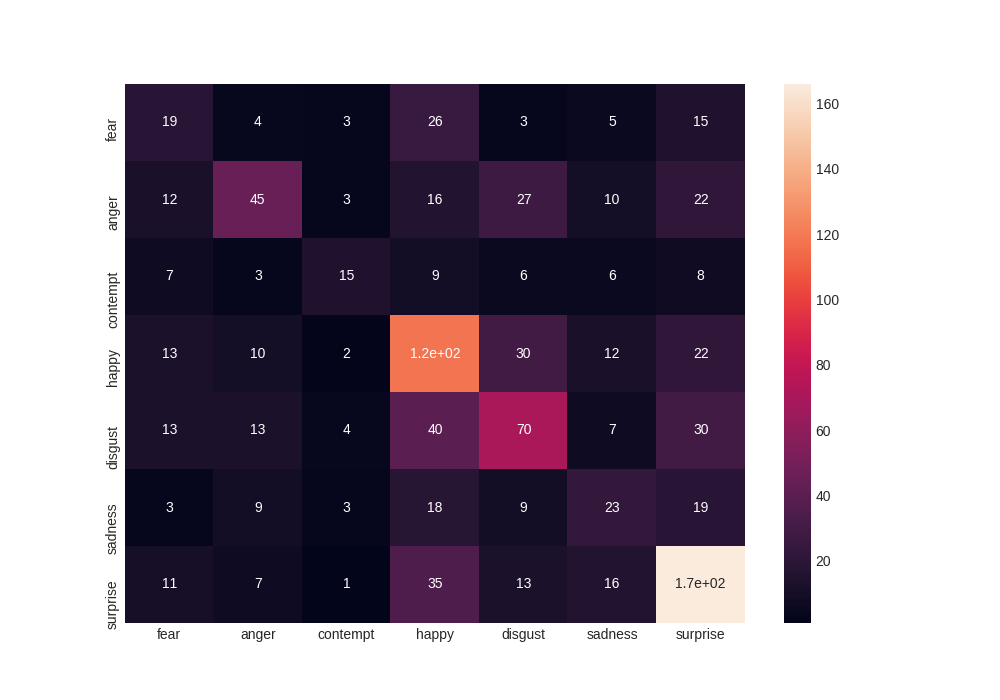 fear 19 4 3 26 3 5 15
anger 12 45 3 16 27 10 22
contempt 7 3 15 9 6 6 8
happy 13 10 2 1.2e+02 30 12 22
disgust 13 13 4 40 70 7 30
sadness 3 9 3 18 9 23 19
surprise 11 7 1 35 13 16 1.7e+02
fear anger contempt happy disgust sadness surprise
160
140
120
100
80
60
40
20